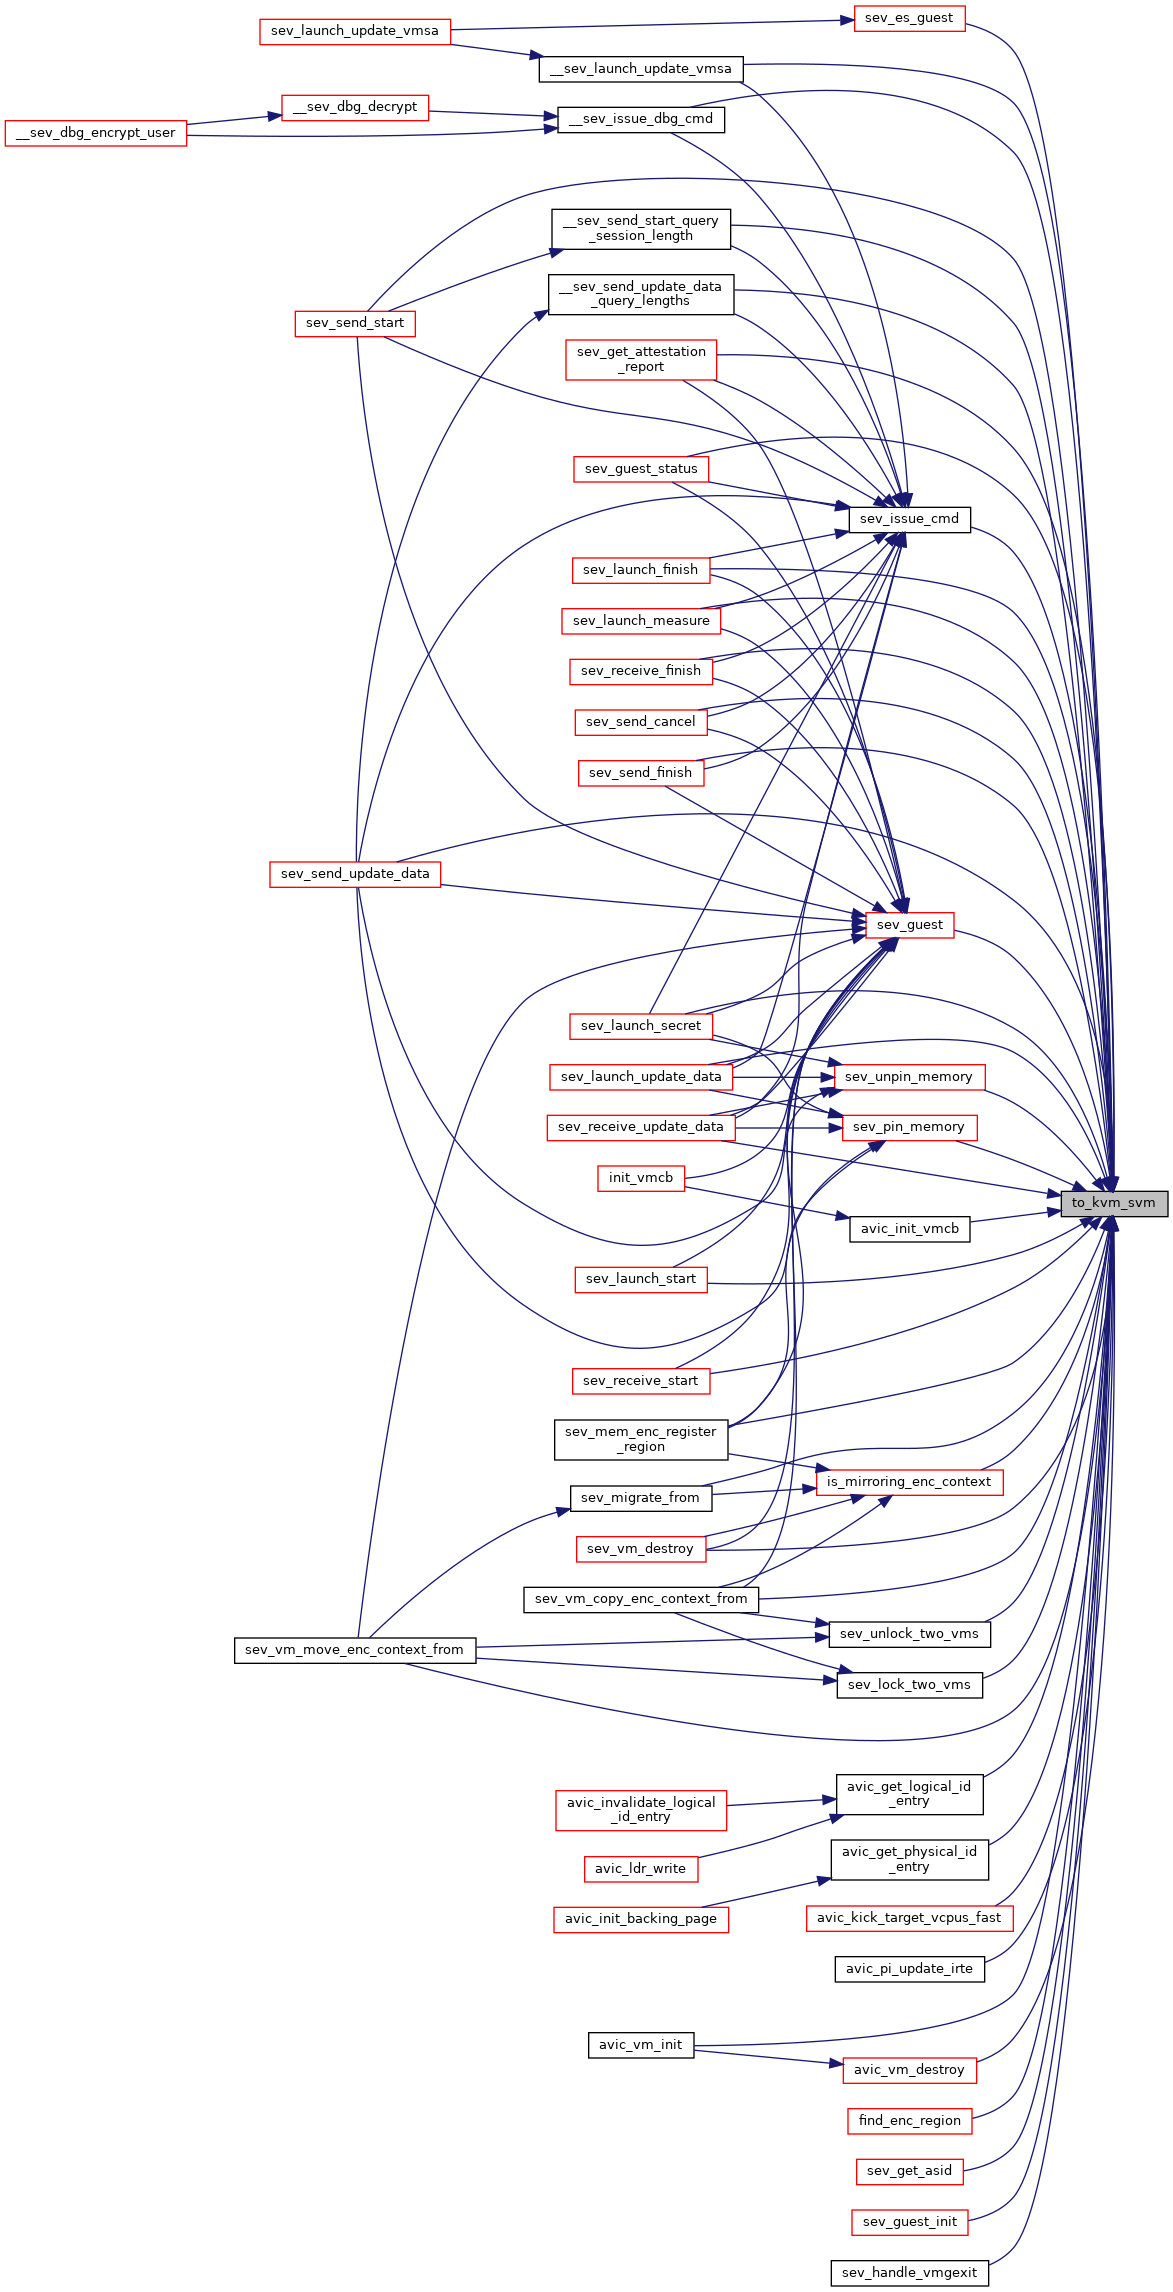 sev_es_guest
sev_launch_update_vmsa
__sev_launch_update_vmsa
__sev_dbg_decrypt
__sev_issue_dbg_cmd
__sev_dbg_encrypt_user
__sev_send_start_query
_session_length
__sev_send_update_data
_query_lengths
sev_send_start
sev_get_attestation
_report
sev_guest_status
sev_issue_cmd
sev_launch_finish
sev_launch_measure
sev_receive_finish
sev_send_cancel
sev_send_finish
sev_send_update_data
sev_guest
sev_launch_secret
sev_launch_update_data
sev_unpin_memory
sev_receive_update_data
sev_pin_memory
init_vmcb
to_kvm_svm
avic_init_vmcb
sev_launch_start
sev_receive_start
sev_mem_enc_register
_region
is_mirroring_enc_context
sev_migrate_from
sev_vm_destroy
sev_vm_copy_enc_context_from
sev_unlock_two_vms
sev_vm_move_enc_context_from
sev_lock_two_vms
avic_get_logical_id
_entry
avic_invalidate_logical
_id_entry
avic_get_physical_id
_entry
avic_ldr_write
avic_init_backing_page
avic_kick_target_vcpus_fast
avic_pi_update_irte
avic_vm_init
avic_vm_destroy
find_enc_region
sev_get_asid
sev_guest_init
sev_handle_vmgexit